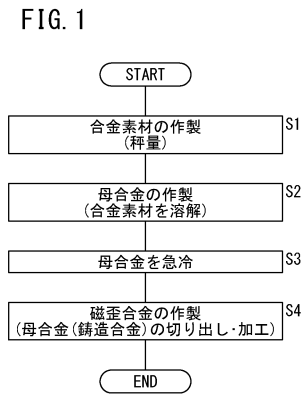 FIG. 1
START
合金素材の作製
(秤量)
S1
母合金の作製
(合金素材を溶解)
S2
母合金を急冷
S3
磁歪合金の作製
(母合金(鋳造合金)の切り出し・加工)
S4
END